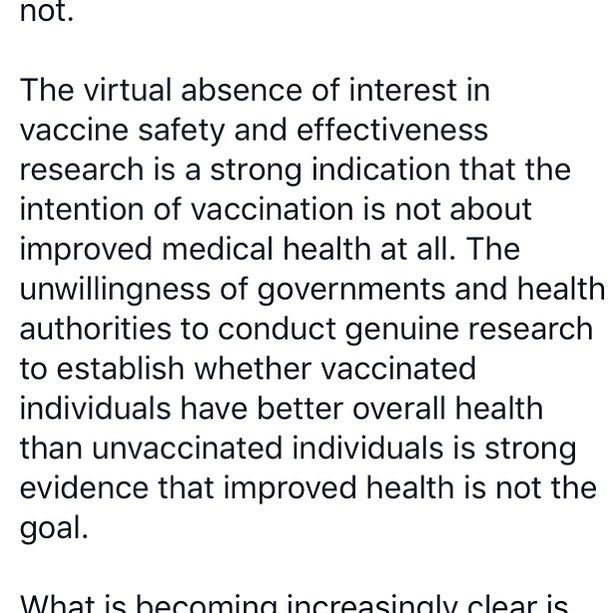 not.
The virtual absence of interest in
vaccine safety and effectiveness
research is a strong indication that the
intention of vaccination is not about
improved medical health at all. The
unwillingness of governments and health
authorities to conduct genuine research
to establish whether vaccinated
individuals have better overall health
than unvaccinated individuals is strong
evidence that improved health is not the
goal.
What is becoming increasingly clear is